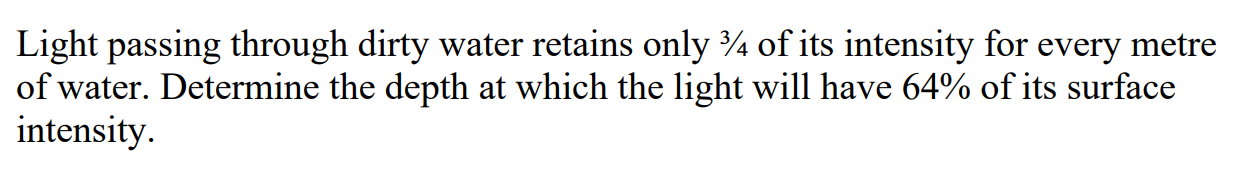 Light passing through dirty water retains only ¾ of its intensity for every metre
of water. Determine the depth at which the light will have 64% of its surface
intensity.